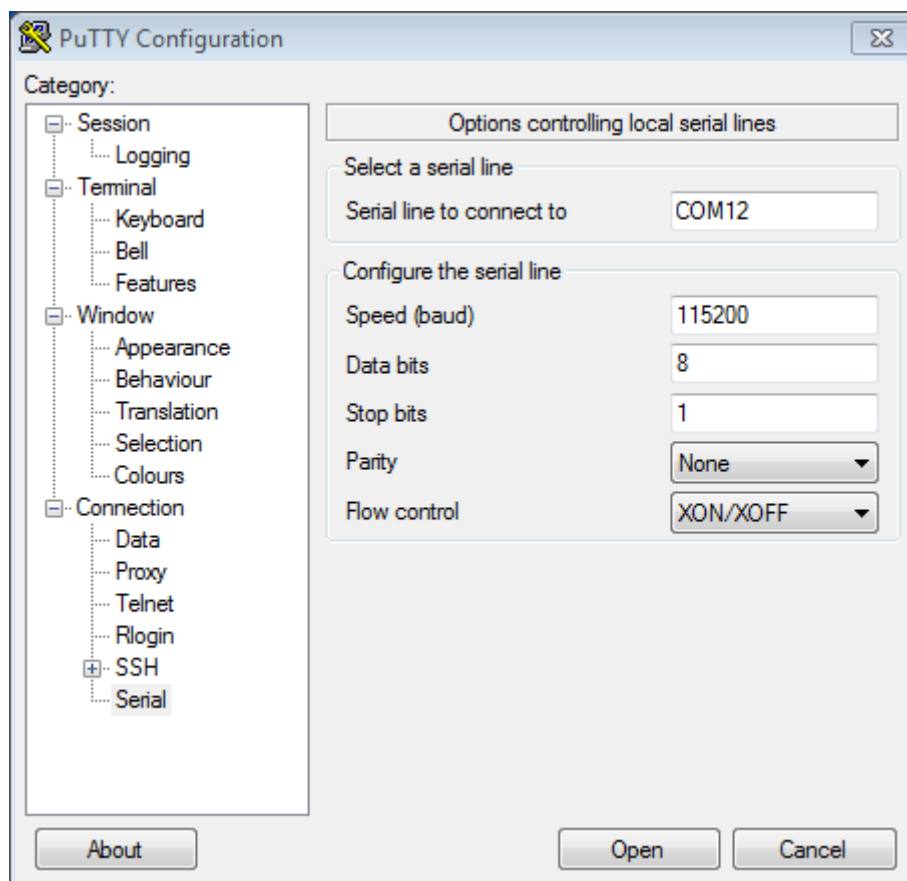 PuTTY Configuration
Category:
Session
Logging
Terminal
Keyboard
Bell
Features
Window
Appearance
Behaviour
Translation
Selection
Colours
Connection
Data
Proxy
Telnet
Rlogin
SSH
Serial
Options controlling local serial lines
Select a serial line
Serial line to connect to COM12
Configure the serial line
Speed (baud) 115200
Data bits 8
Stop bits 1
Parity None
Flow control XON/XOFF
About Open Cancel